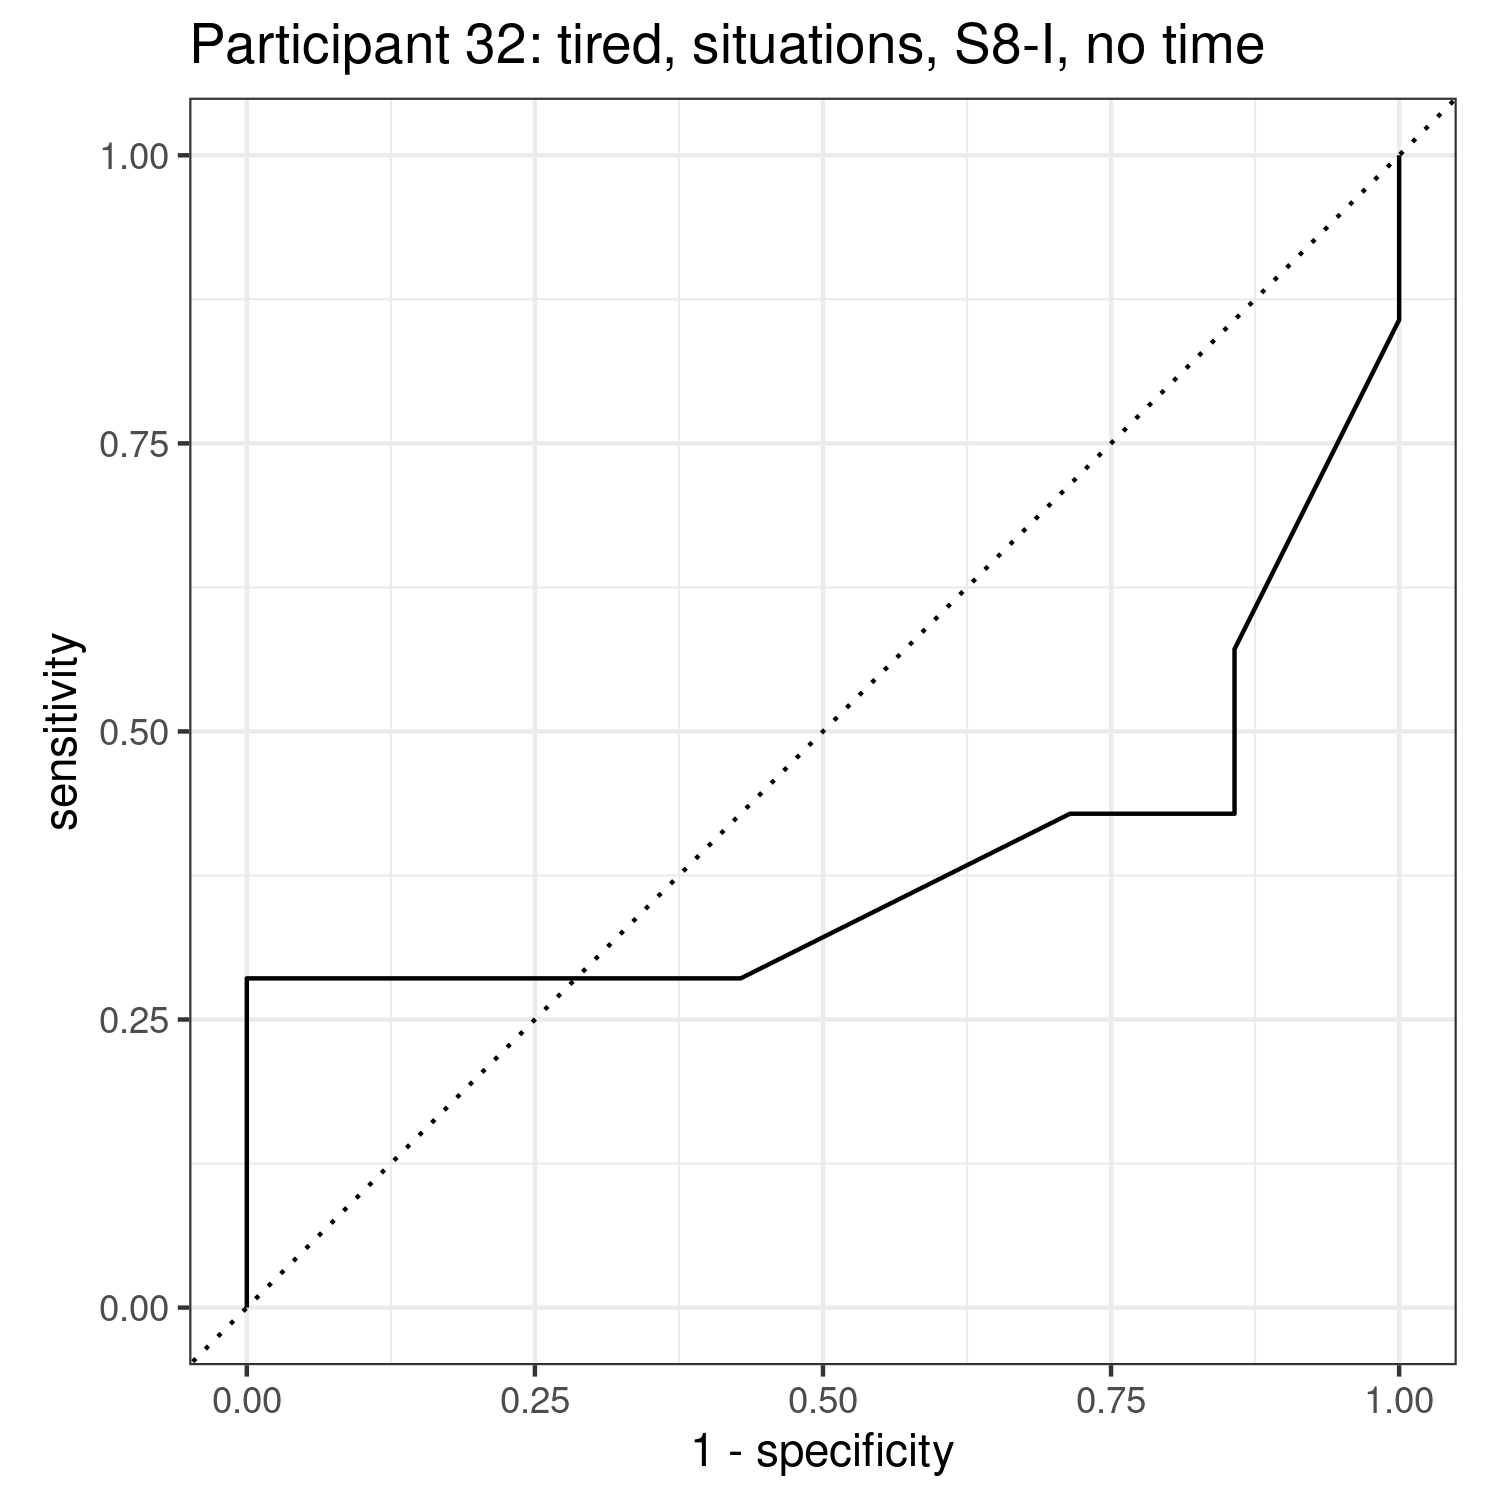 Participant 32: tired, situations, S8-I, no time
1.00
0.75
0.50
0.25
0.00
sensitivity
0.00 0.25 0.50 0.75 1.00
1 - specificity